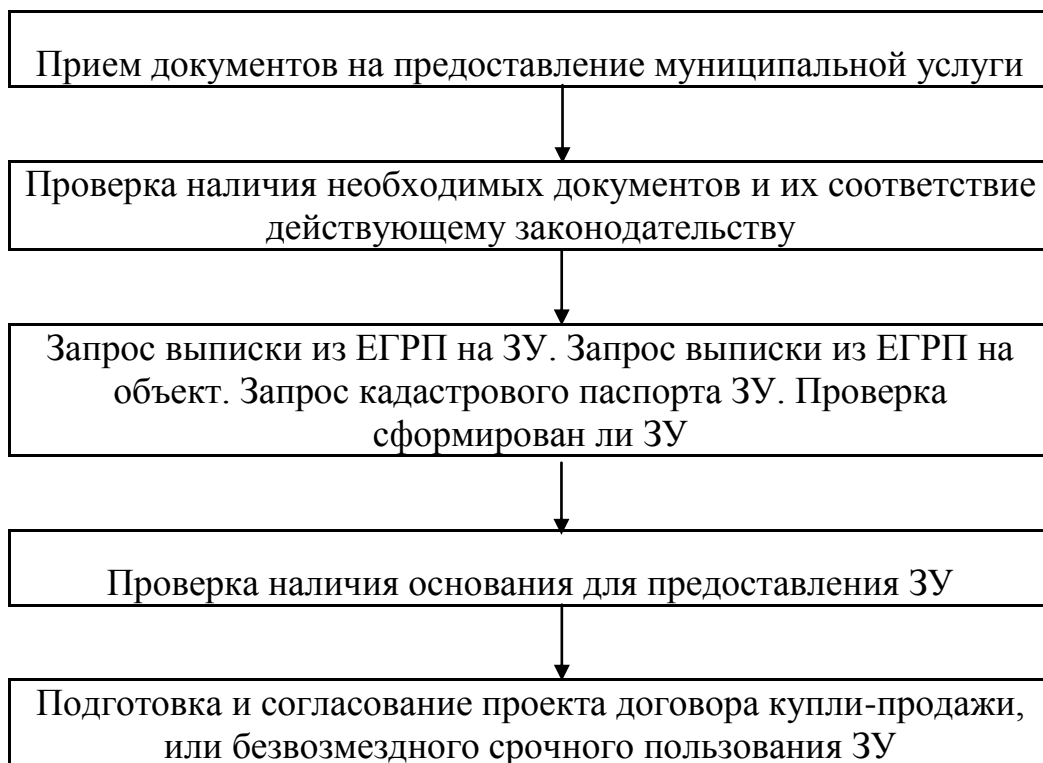 Прием документов на предоставление муниципальной услуги
Проверка наличия необходимых документов и их соответствие
действующему законодательству
Запрос выписки из ЕГРП на ЗУ. Запрос выписки из ЕГРП на
объект. Запрос кадастрового паспорта ЗУ. Проверка
сформирован ли ЗУ
Проверка наличия основания для предоставления ЗУ
Подготовка и согласование проекта договора купли-продажи,
или безвозмездного срочного пользования ЗУ